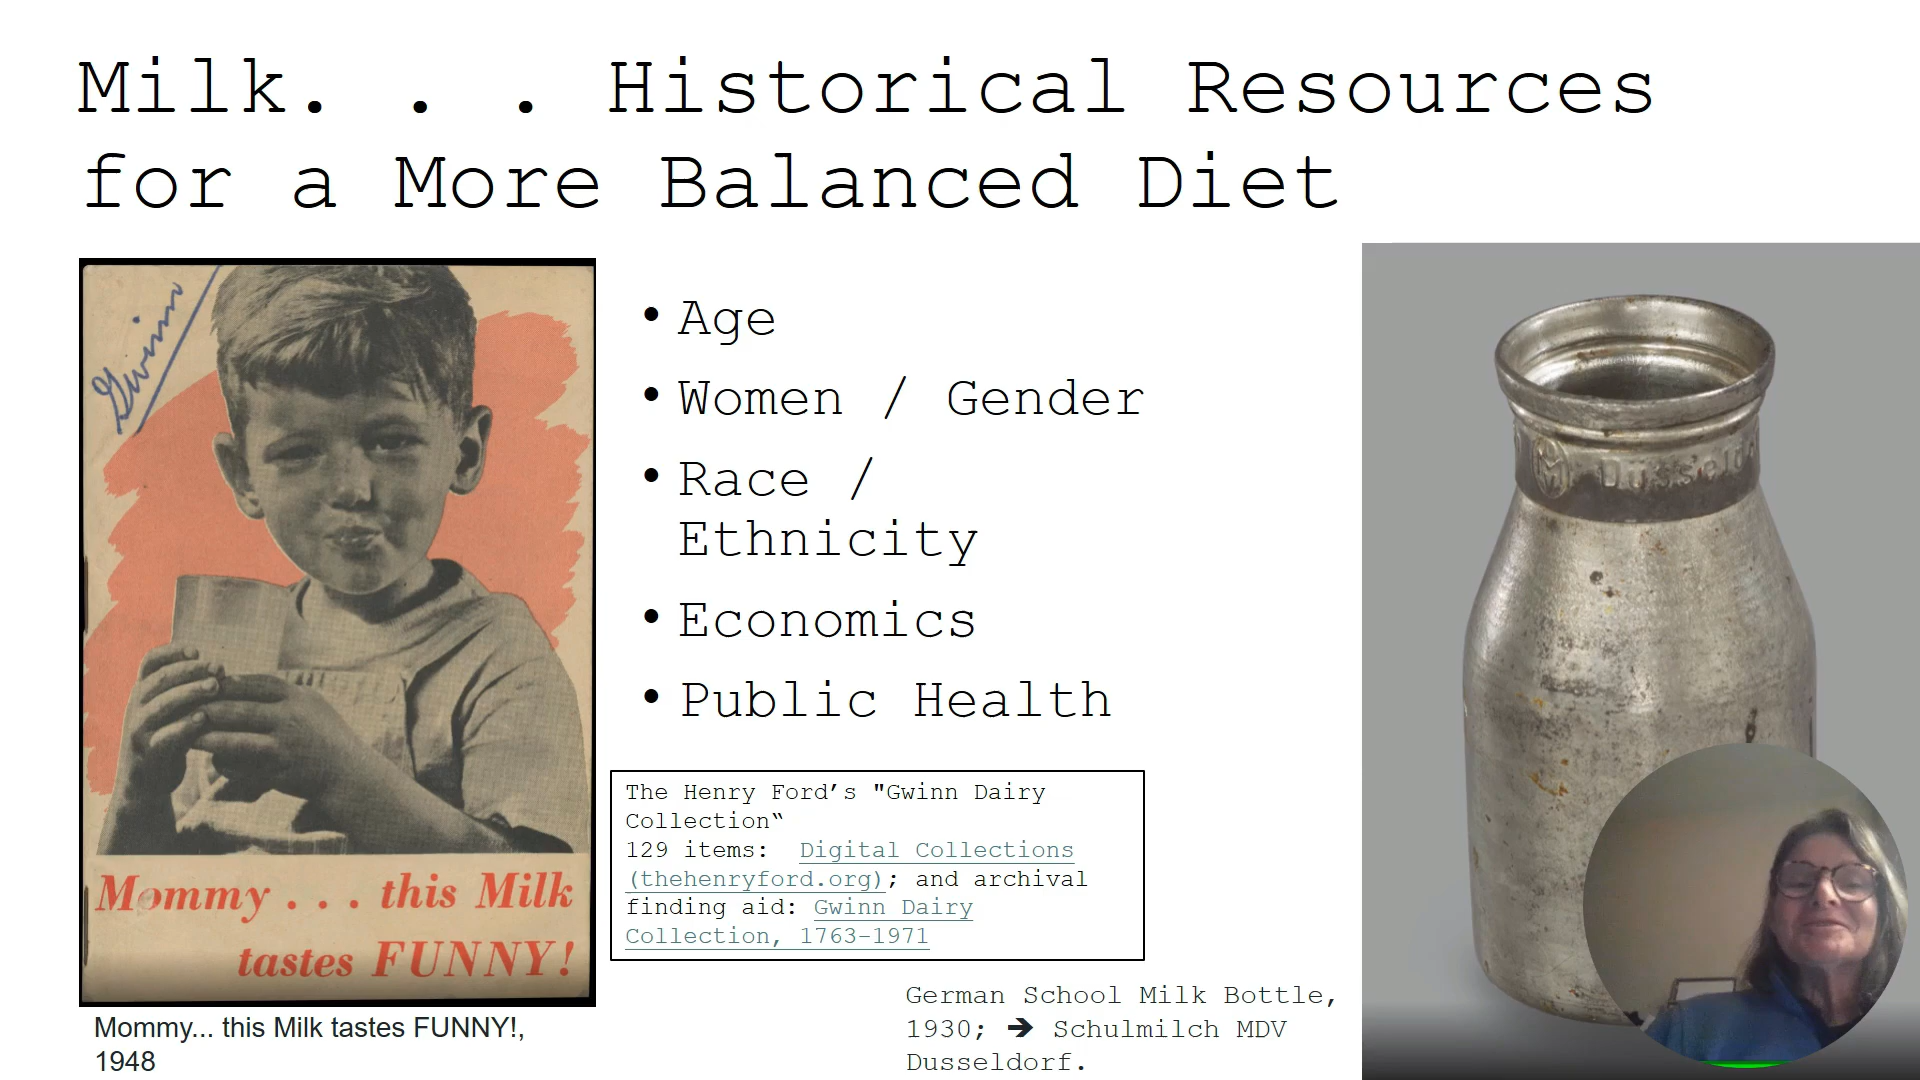 Milk. . . Historical Resources
for a More Balanced Diet
Gwinn
Mommy . . . this Milk
tastes FUNNY!
Mommy... this Milk tastes FUNNY!,
1948
• Age
• Women / Gender
• Race /
Ethnicity
• Economics
• Public Health
The Henry Ford’s "Gwinn Dairy
Collection“
129 items:  Digital Collections
(thehenryford.org); and archival
finding aid: Gwinn Dairy
Collection, 1763-1971
German School Milk Bottle,
1930; ➔ Schulmilch MDV
Dusseldorf.